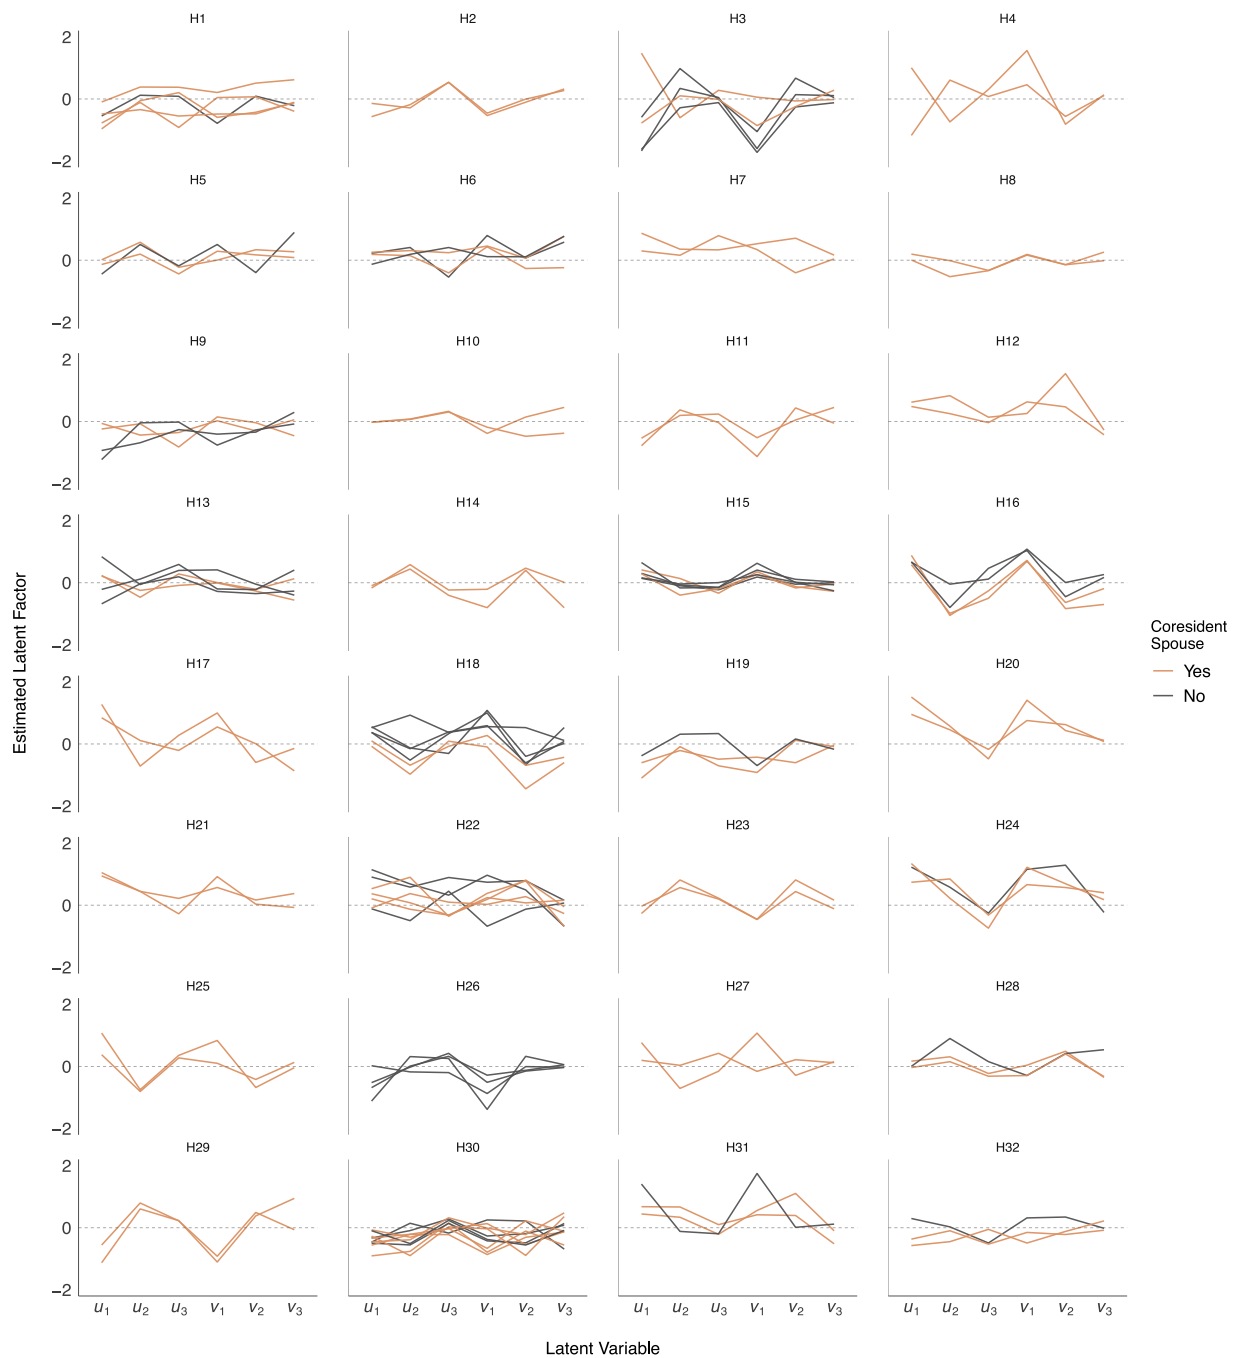 H1 H2 H3 H4
2
0
−2
H5 H6 H7 H8
2
0
−2
H9 H10 H11 H12
2
0
−2
H13 H14 H15 H16
2
0
−2
H17 H18 H19 H20
2
0
−2
H21 H22 H23 H24
2
0
−2
H25 H26 H27 H28
2
0
−2
H29 H30 H31 H32
2
0
−2
u1 u2 u3 v1 v2 v3 u1 u2 u3 v1 v2 v3 u1 u2 u3 v1 v2 v3 u1 u2 u3 v1 v2 v3
Latent Variable
Estimated Latent Factor
Coresident
Spouse
Yes
No